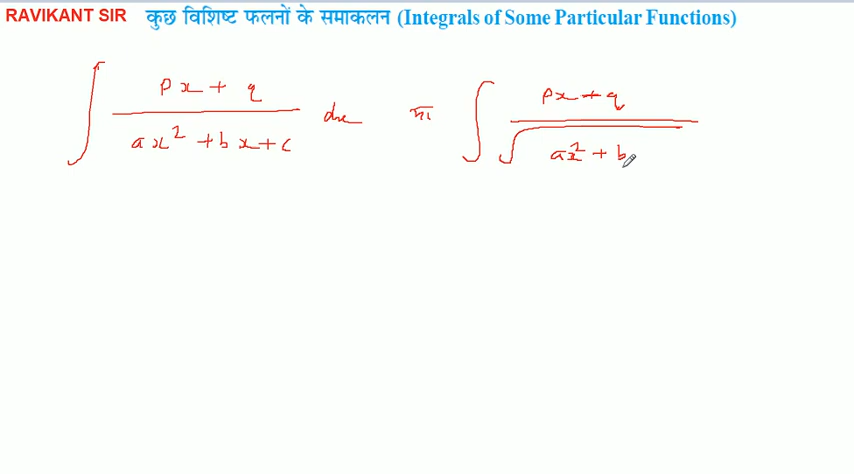 RAVIKANT SIR कुछ विशिष्ट फलनों के समाकलन (Integrals of Some Particular Functions)
∫ (px + q)/(ax² + bx + c) dx या ∫ (px + q)/√(ax² + b